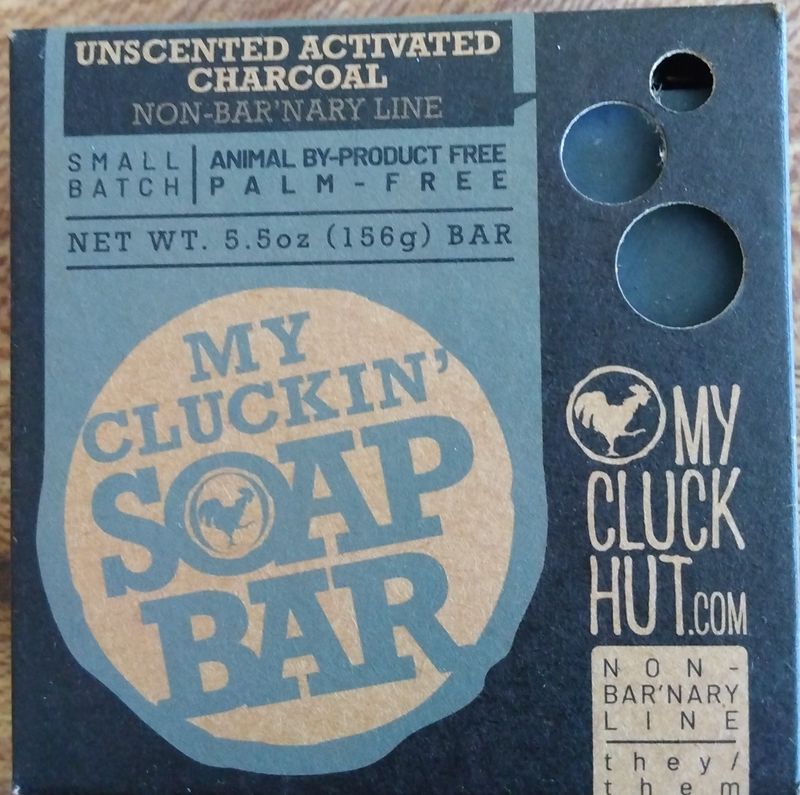 UNSCENTED ACTIVATED
CHARCOAL
NON-BAR'NARY LINE
SMALL
BATCH
ANIMAL BY-PRODUCT FREE
PALM-FREE
NET WT. 5.5oz (156g) BAR
MY
CLUCKIN'
SOAP
BAR
MY
CLUCK
HUT.COM
NON-
BAR'NARY
LINE
they/
them